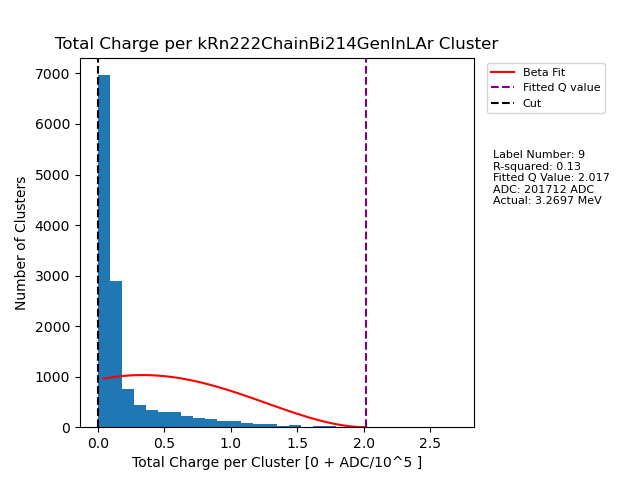 Total Charge per kRn222ChainBi214GenInLAr Cluster
Beta Fit
Fitted Q value
Cut
Label Number: 9
R-squared: 0.13
Fitted Q Value: 2.017
ADC: 201712 ADC
Actual: 3.2697 MeV
Number of Clusters
7000
6000
5000
4000
3000
2000
1000
0
0.0 0.5 1.0 1.5 2.0 2.5
Total Charge per Cluster [0 + ADC/10^5 ]